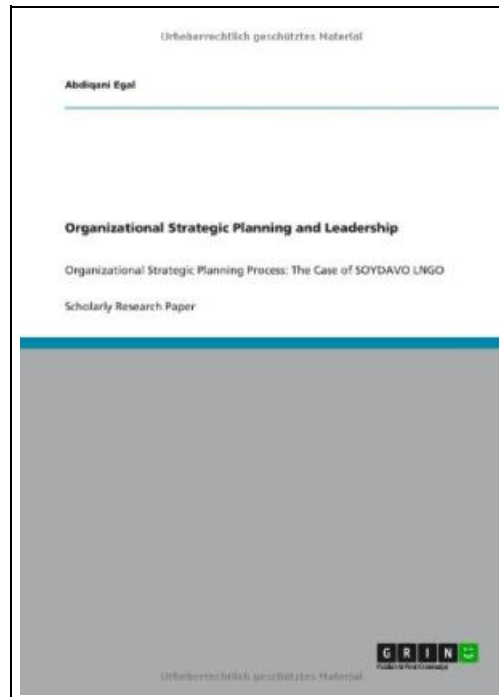 Urheberrechtlich geschütztes Material
Abdiqani Egal
Organizational Strategic Planning and Leadership
Organizational Strategic Planning Process: The Case of SOYDAVO LNGO
Scholarly Research Paper
GRIN
Urheberrechtlich geschütztes Material